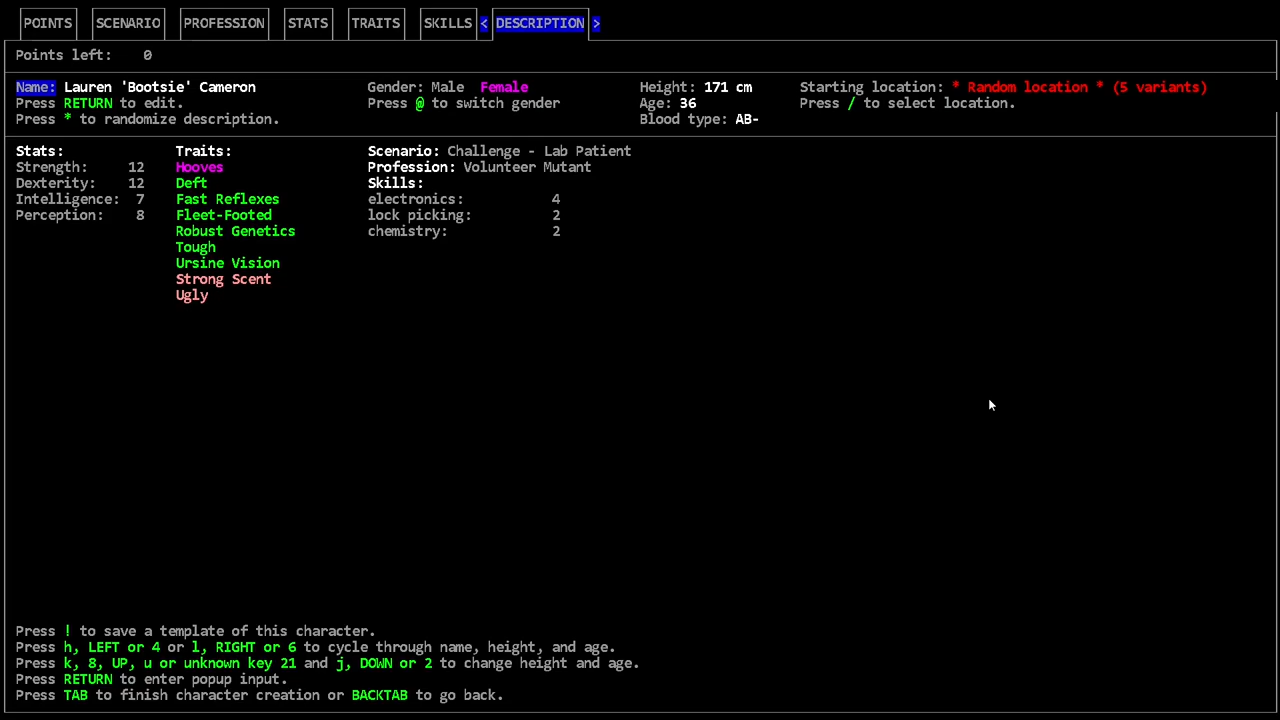 POINTS SCENARIO PROFESSION STATS TRAITS SKILLS < DESCRIPTION >
Points left: 0
Name: Lauren 'Bootsie' Cameron Gender: Male Female Height: 171 cm Starting location: * Random location * (5 variants)
Press RETURN to edit. Press @ to switch gender Age: 36 Press / to select location.
Press * to randomize description. Blood type: AB-
Stats: Traits: Scenario: Challenge - Lab Patient
Strength: 12 Hooves Profession: Volunteer Mutant
Dexterity: 12 Deft Skills:
Intelligence: 7 Fast Reflexes electronics: 4
Perception: 8 Fleet-Footed lock picking: 2
Robust Genetics chemistry: 2
Tough
Ursine Vision
Strong Scent
Ugly
Press ! to save a template of this character.
Press h, LEFT or 4 or l, RIGHT or 6 to cycle through name, height, and age.
Press k, 8, UP, u or unknown key 21 and j, DOWN or 2 to change height and age.
Press RETURN to enter popup input.
Press TAB to finish character creation or BACKTAB to go back.